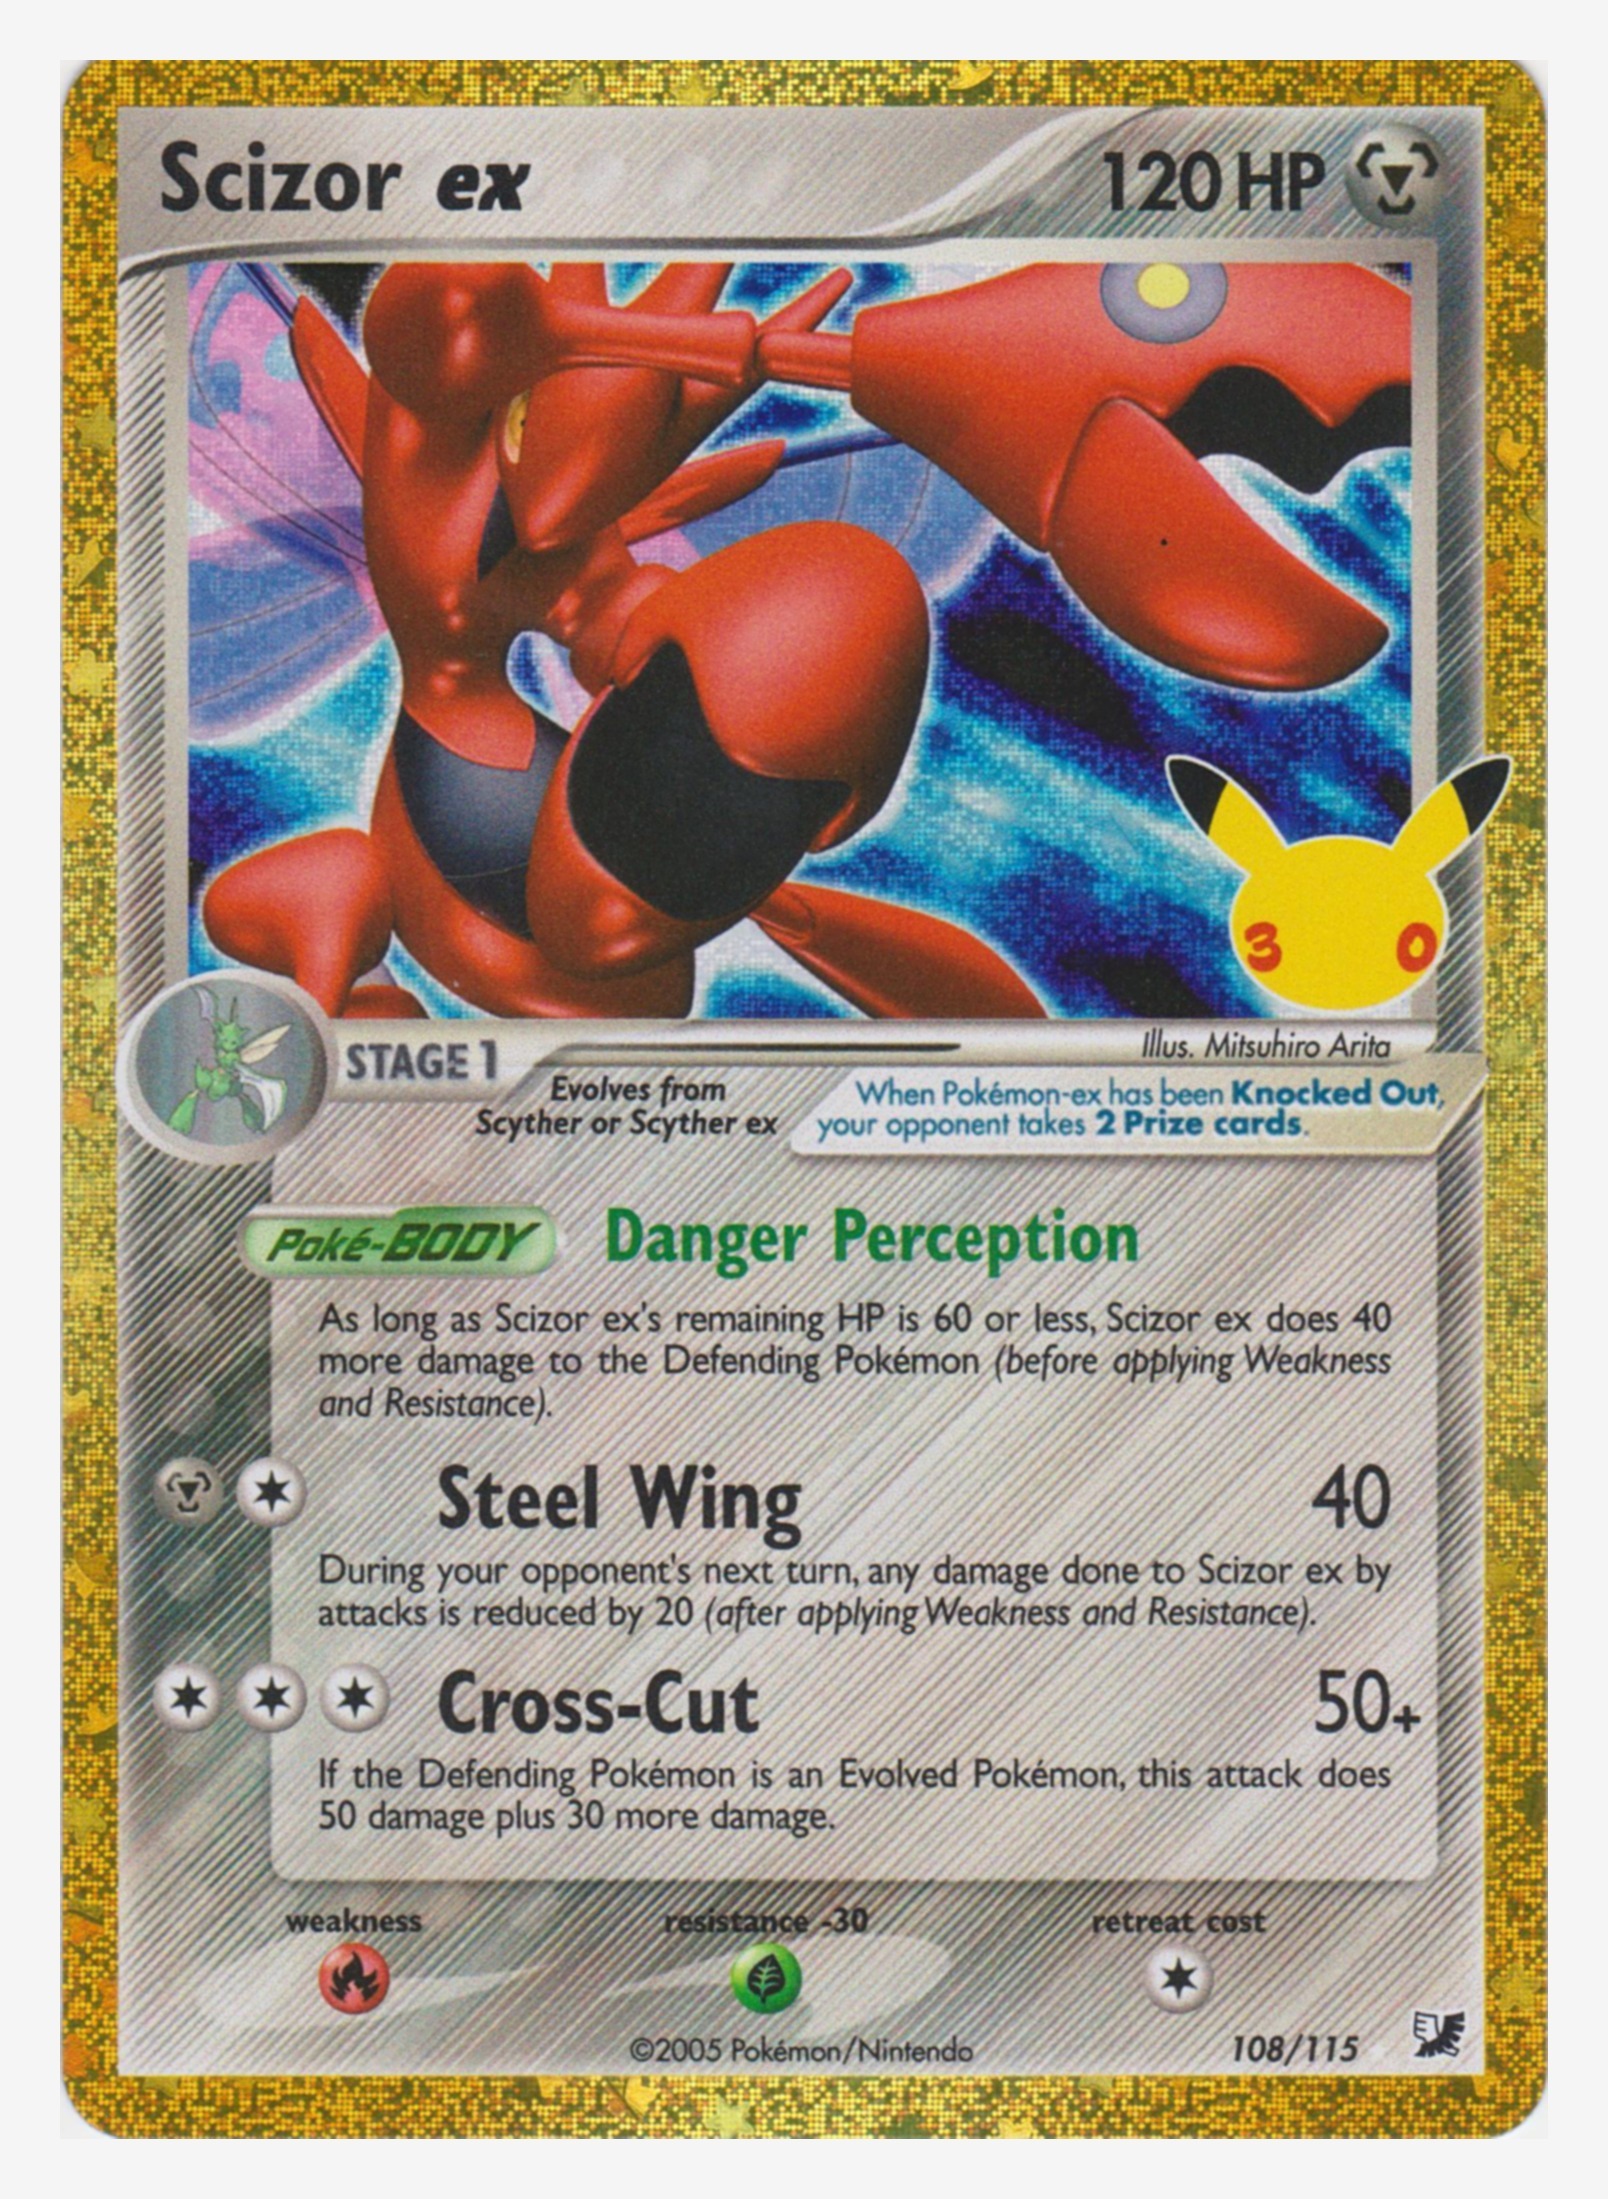 Scizor ex
120 HP
3 0
Illus. Mitsuhiro Arita
STAGE 1
Evolves from
Scyther or Scyther ex
When Pokémon-ex has been Knocked Out,
your opponent takes 2 Prize cards.
Poké-BODY Danger Perception
As long as Scizor ex's remaining HP is 60 or less, Scizor ex does 40
more damage to the Defending Pokémon (before applying Weakness
and Resistance).
Steel Wing 40
During your opponent's next turn, any damage done to Scizor ex by
attacks is reduced by 20 (after applying Weakness and Resistance).
Cross-Cut 50+
If the Defending Pokémon is an Evolved Pokémon, this attack does
50 damage plus 30 more damage.
weakness resistance -30 retreat cost
©2005 Pokémon/Nintendo 108/115